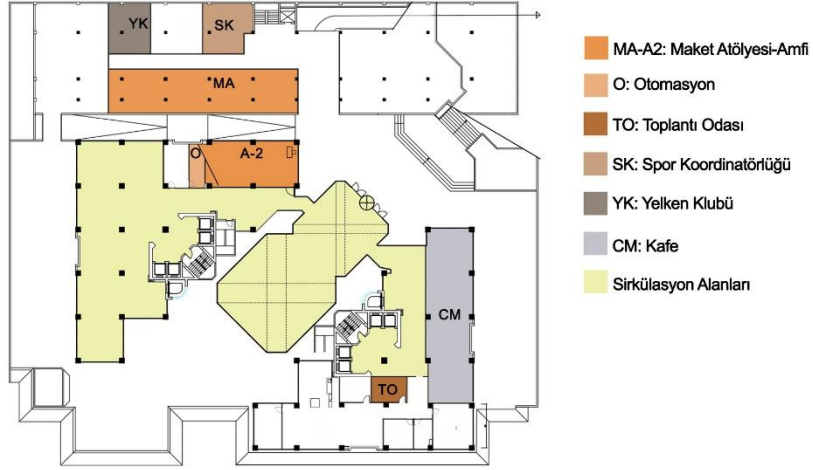 YK
SK
MA
O
A-2
CM
TO
MA-A2: Maket Atölyesi-Amfi
O: Otomasyon
TO: Toplantı Odası
SK: Spor Koordinatörlüğü
YK: Yelken Klubü
CM: Kafe
Sirkülasyon Alanları